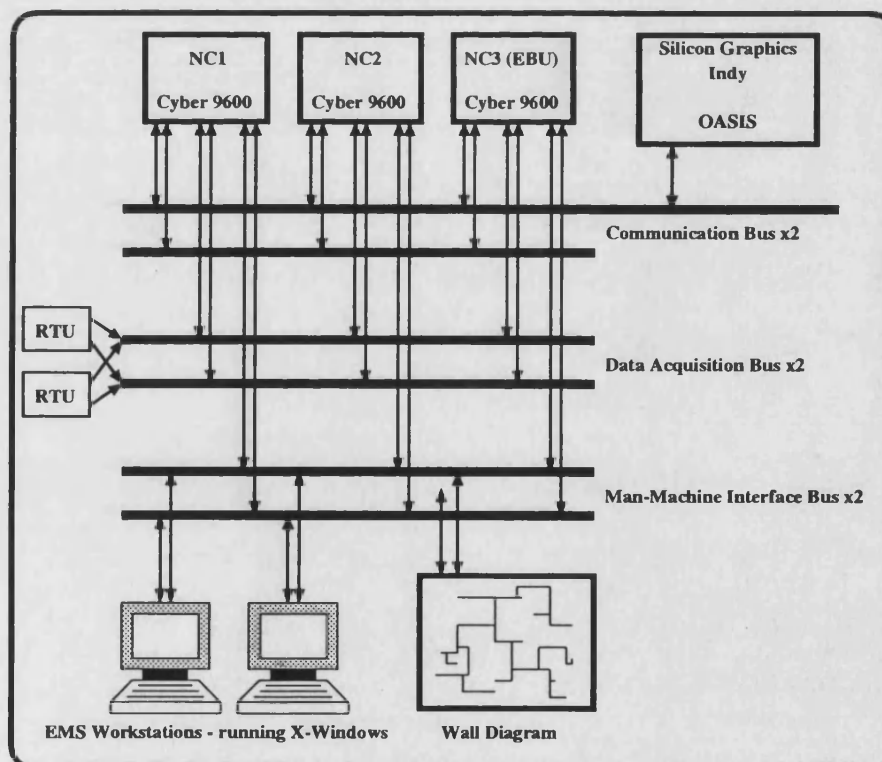 NC1
Cyber 9600
NC2
Cyber 9600
NC3 (EBU)
Cyber 9600
Silicon Graphics
Indy
OASIS
Communication Bus x2
RTU
Data Acquisition Bus x2
RTU
Man-Machine Interface Bus x2
EMS Workstations - running X-Windows
Wall Diagram